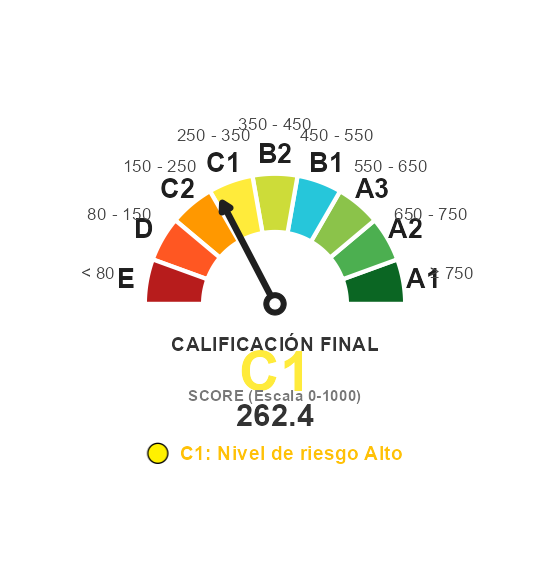 350 - 450
250 - 350
450 - 550
B2
C1
B1
150 - 250
550 - 650
C2
A3
80 - 150
650 - 750
D
A2
< 80
E
A1
≥ 750
CALIFICACIÓN FINAL
C1
SCORE (Escala 0-1000)
262.4
C1: Nivel de riesgo Alto